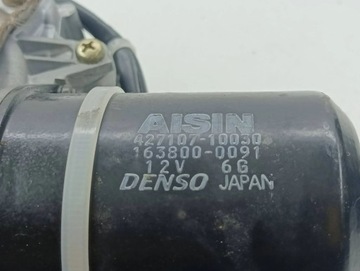 AISIN
427107-10030
163800-0091
12V 6G
DENSO JAPAN